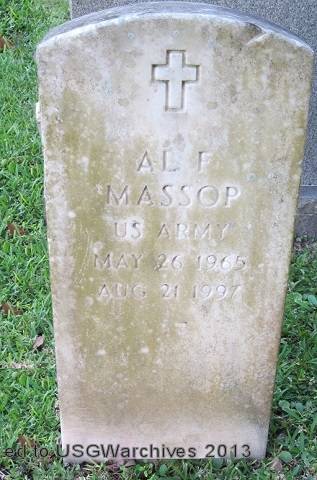 AL F
MASSOP
US ARMY
MAY 26 1965
AUG 21 1997
ed to USGWarchives 2013